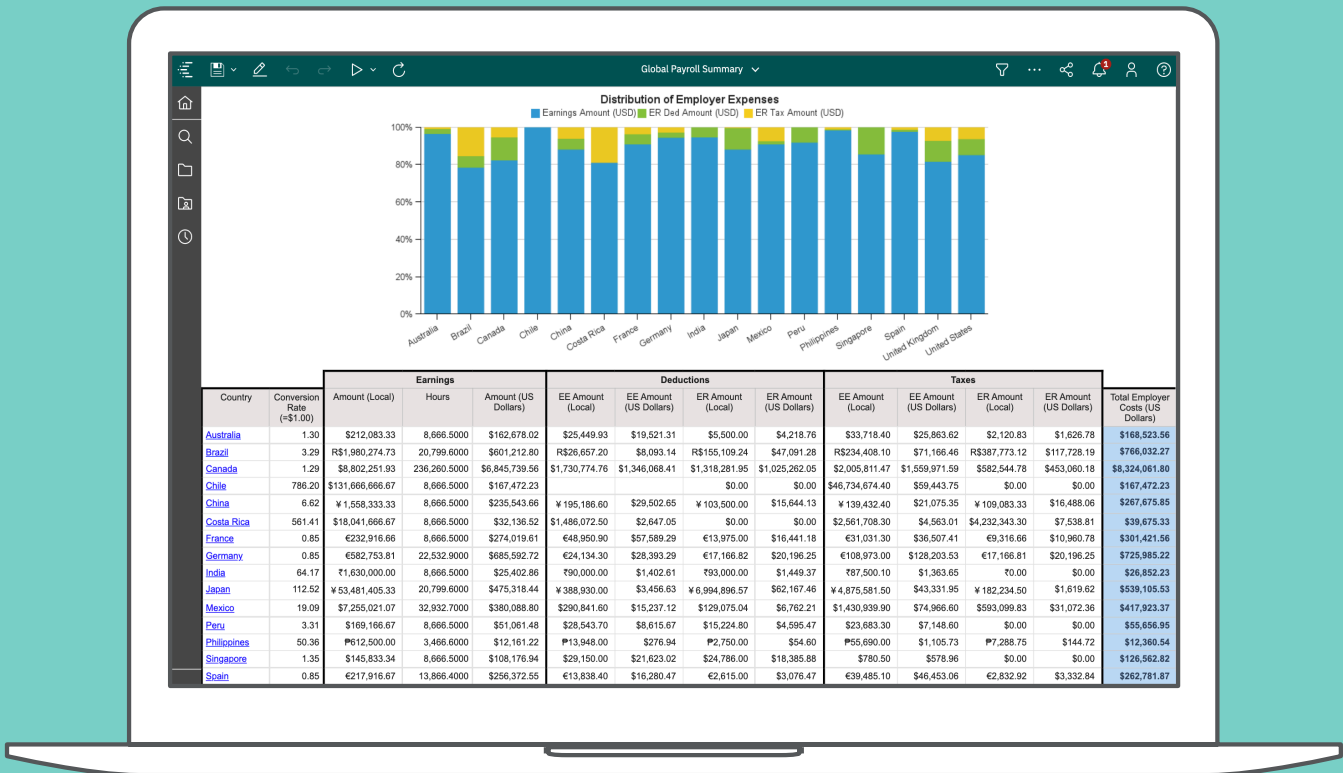 Global Payroll Summary
1
Distribution of Employer Expenses
Earnings Amount (USD) ER Ded Amount (USD) ER Tax Amount (USD)
100%
80%
60%
40%
20%
0%
Australia Brazil Canada Chile China Costa Rica France Germany India Japan Mexico Peru Philippines Singapore Spain United Kingdom United States
Earnings Deductions Taxes
Country Conversion Rate (=$1.00) Amount (Local) Hours Amount (US Dollars) EE Amount (Local) EE Amount (US Dollars) ER Amount (Local) ER Amount (US Dollars) EE Amount (Local) EE Amount (US Dollars) ER Amount (Local) ER Amount (US Dollars) Total Employer Costs (US Dollars)
Australia 1.30 $212,083.33 8,666.5000 $162,678.02 $25,449.93 $19,521.31 $5,500.00 $4,218.76 $33,718.40 $25,863.62 $2,120.83 $1,626.78 $168,523.56
Brazil 3.29 R$1,980,274.73 20,799.6000 $601,212.80 R$26,657.20 $8,093.14 R$155,109.24 $47,091.28 R$234,408.10 $71,166.46 R$387,773.12 $117,728.19 $766,032.27
Canada 1.29 $8,802,251.93 236,260.5000 $6,845,739.56 $1,730,774.76 $1,346,068.41 $1,318,281.95 $1,025,262.05 $2,005,811.47 $1,559,971.59 $582,544.78 $453,060.18 $8,324,061.80
Chile 786.20 $131,666,666.67 8,666.5000 $167,472.23 $0.00 $0.00 $46,734,674.40 $59,443.75 $0.00 $0.00 $167,472.23
China 6.62 ¥ 1,558,333.33 8,666.5000 $235,543.66 ¥ 195,186.60 $29,502.65 ¥ 103,500.00 $15,644.13 ¥ 139,432.40 $21,075.35 ¥ 109,083.33 $16,488.06 $267,675.85
Costa Rica 561.41 $18,041,666.67 8,666.5000 $32,136.52 $1,486,072.50 $2,647.05 $0.00 $0.00 $2,561,708.30 $4,563.01 $4,232,343.30 $7,538.81 $39,675.33
France 0.85 €232,916.66 8,666.5000 $274,019.61 €48,950.90 $57,589.29 €13,975.00 $16,441.18 €31,031.30 $36,507.41 €9,316.66 $10,960.78 $301,421.56
Germany 0.85 €582,753.81 22,532.9000 $685,592.72 €24,134.30 $28,393.29 €17,166.82 $20,196.25 €108,973.00 $128,203.53 €17,166.81 $20,196.25 $725,985.22
India 64.17 ₹1,630,000.00 8,666.5000 $25,402.86 ₹90,000.00 $1,402.61 ₹93,000.00 $1,449.37 ₹87,500.10 $1,363.65 ₹0.00 $0.00 $26,852.23
Japan 112.52 ¥ 53,481,405.33 20,799.6000 $475,318.44 ¥ 388,930.00 $3,456.63 ¥ 6,994,896.57 $62,167.46 ¥ 4,875,581.50 $43,331.95 ¥ 182,234.50 $1,619.62 $539,105.53
Mexico 19.09 $7,255,021.07 32,932.7000 $380,088.80 $290,841.60 $15,237.12 $129,075.04 $6,762.21 $1,430,939.90 $74,966.60 $593,099.83 $31,072.36 $417,923.37
Peru 3.31 $169,166.67 8,666.5000 $51,061.48 $28,543.70 $8,615.67 $15,224.80 $4,595.47 $23,683.30 $7,148.60 $0.00 $0.00 $55,656.95
Philippines 50.36 ₱612,500.00 3,466.6000 $12,161.22 ₱13,948.00 $276.94 ₱2,750.00 $54.60 ₱55,690.00 $1,105.73 ₱7,288.75 $144.72 $12,360.54
Singapore 1.35 $145,833.34 8,666.5000 $108,176.94 $29,150.00 $21,623.02 $24,786.00 $18,385.88 $780.50 $578.96 $0.00 $0.00 $126,562.82
Spain 0.85 €217,916.67 13,866.4000 $256,372.55 €13,838.40 $16,280.47 €2,615.00 $3,076.47 €39,485.10 $46,453.06 €2,832.92 $3,332.84 $262,781.87